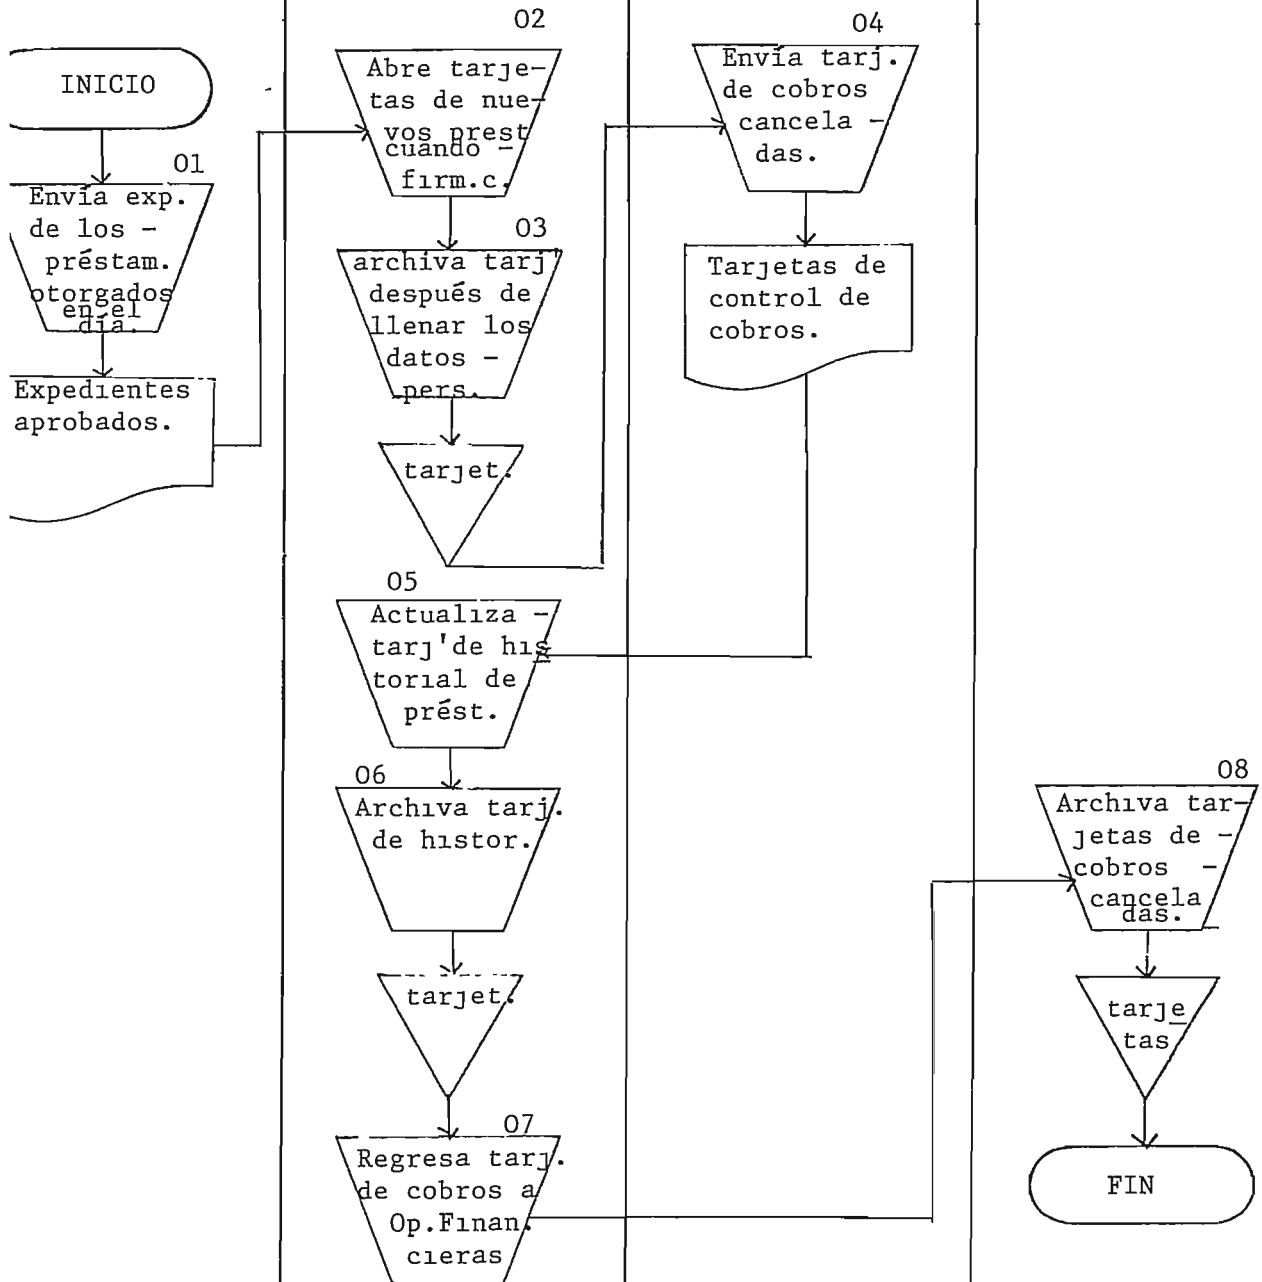 INICIO
01
Envía exp.
de los -
préstam.
otorgados
en el
día.
Expedientes
aprobados.
02
Abre tarje-
tas de nue-
vos prest
cuando -
firm.c.
03
archiva tarj'
después de
llenar los
datos -
pers.
tarjet.
04
Envía tarj.
de cobros
cancela -
das.
Tarjetas de
control de
cobros.
05
Actualiza -
tarj'de his
torial de
prést.
06
Archiva tarj.
de histor.
tarjet.
07
Regresa tarj.
de cobros a
Op.Finan.
cieras
08
Archiva tar-
jetas de -
cobros -
cancela
das.
tarje
tas
FIN